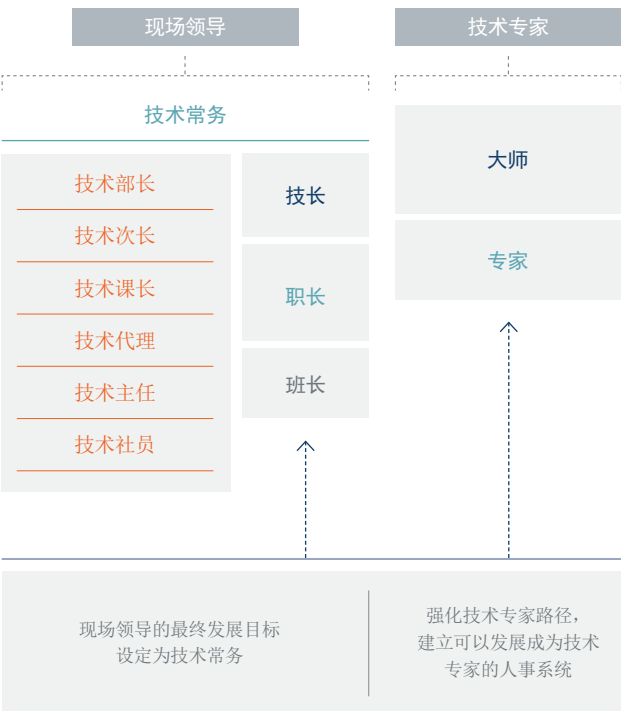 现场领导
技术常务
技术部长
技术次长
技术课长
技术代理
技术主任
技术社员
技长
职长
班长
技术专家
大师
专家
现场领导的最终发展目标
设定为技术常务
强化技术专家路径，
建立可以发展成为技术
专家的人事系统